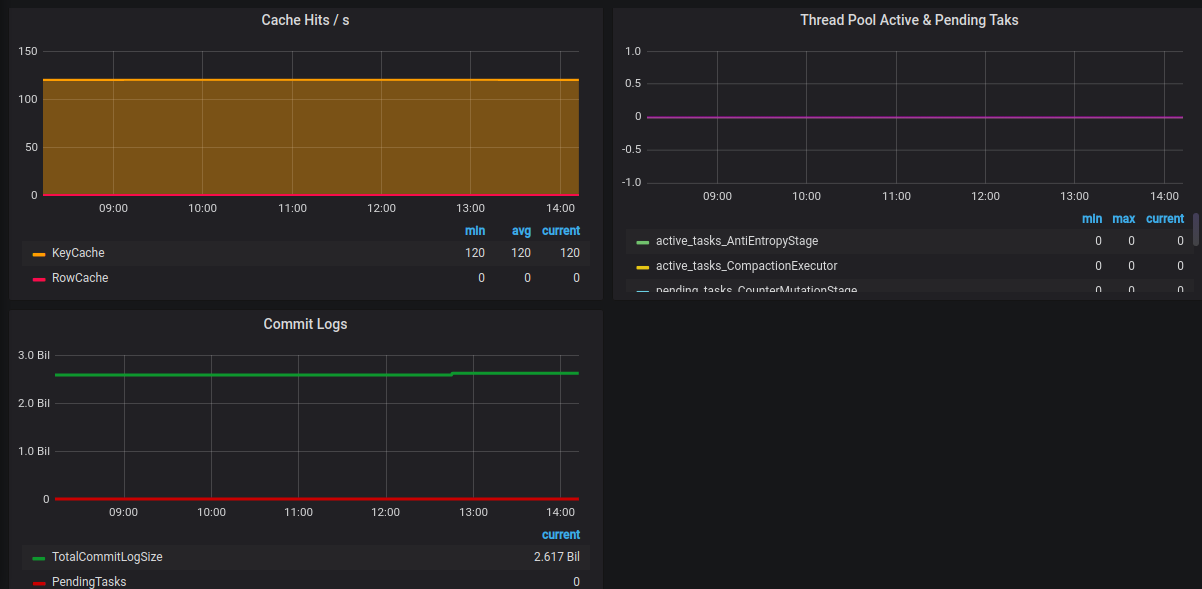 Cache Hits / s
150
100
50
0
09:00 10:00 11:00 12:00 13:00 14:00
min avg current
KeyCache 120 120 120
RowCache 0 0 0
Thread Pool Active & Pending Taks
1.0
0.5
0
-0.5
-1.0
09:00 10:00 11:00 12:00 13:00 14:00
min max current
active_tasks_AntiEntropyStage 0 0 0
active_tasks_CompactionExecutor 0 0 0
pending_tasks_CounterMutationStage 0 0 0
Commit Logs
3.0 Bil
2.0 Bil
1.0 Bil
0
09:00 10:00 11:00 12:00 13:00 14:00
current
TotalCommitLogSize 2.617 Bil
PendingTasks 0